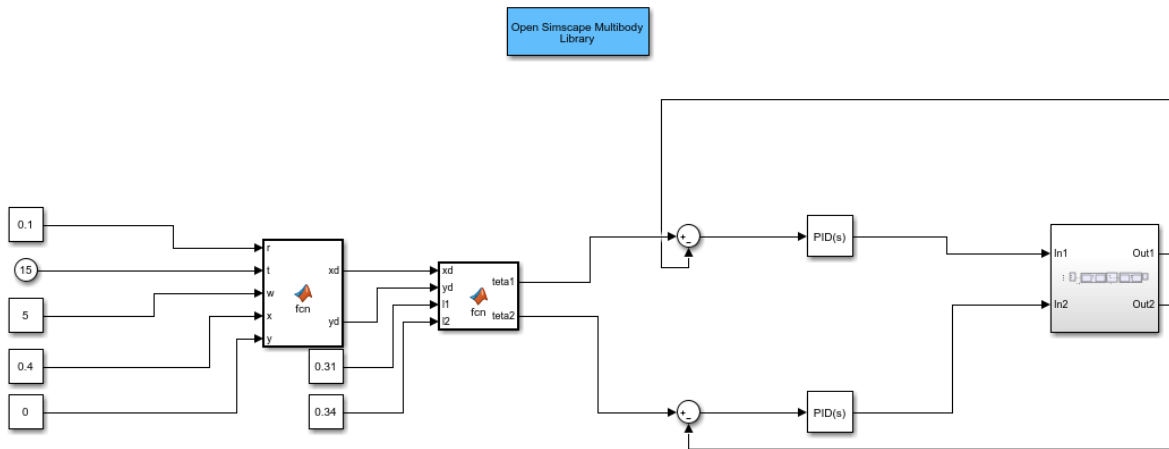 Open Simscape Multibody
Library
0.1
15
5
0.4
0
r
t
w
x
y
fcn
xd
yd
0.31
0.34
xd
yd
l1
l2
fcn
teta1
teta2
+
-
PID(s)
+
-
PID(s)
In1
In2
Out1
Out2